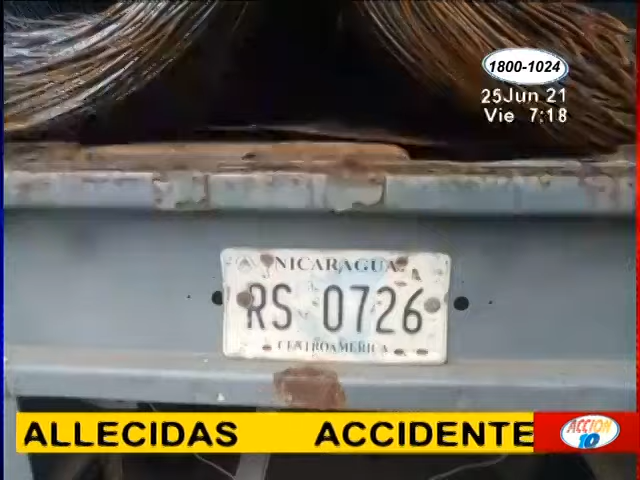 1800-1024
25Jun 21
Vie 7:18
NICARAGUA
RS 0726
CENTROAMERICA
ALLECIDAS ACCIDENTE
ACCION
10